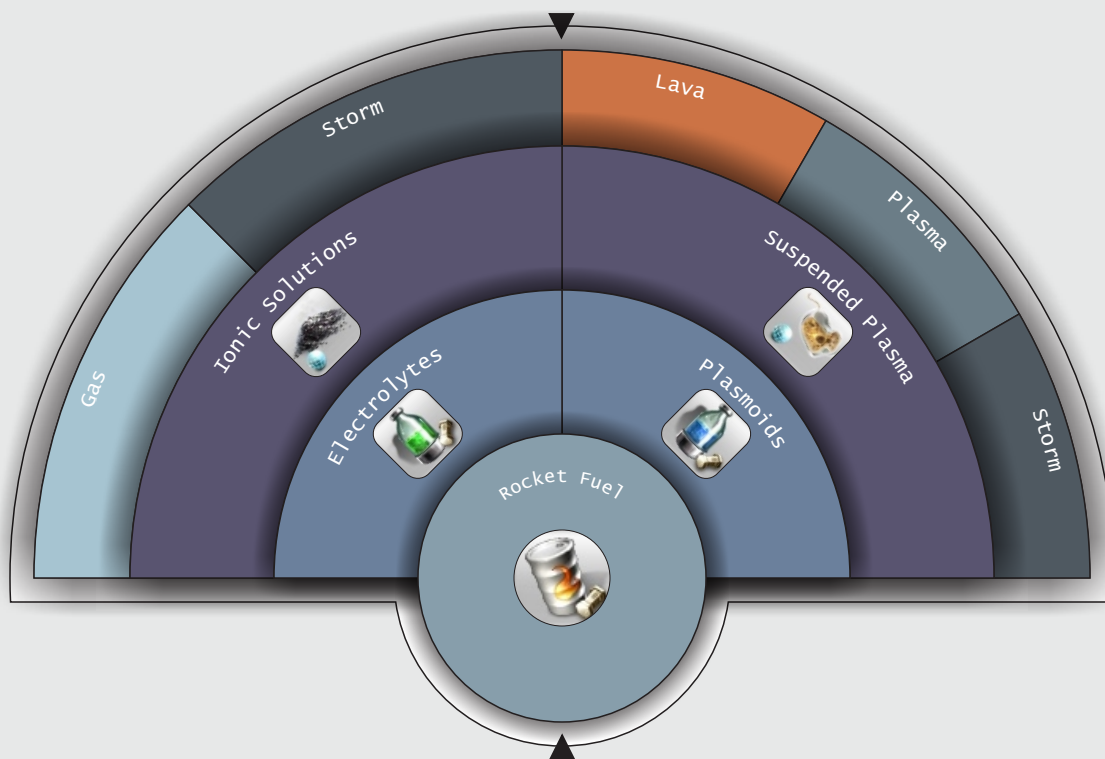 Storm
Lava
Plasma
Gas
Ionic Solutions
Suspended Plasma
Storm
Electrolytes
Plasmoids
Rocket Fuel